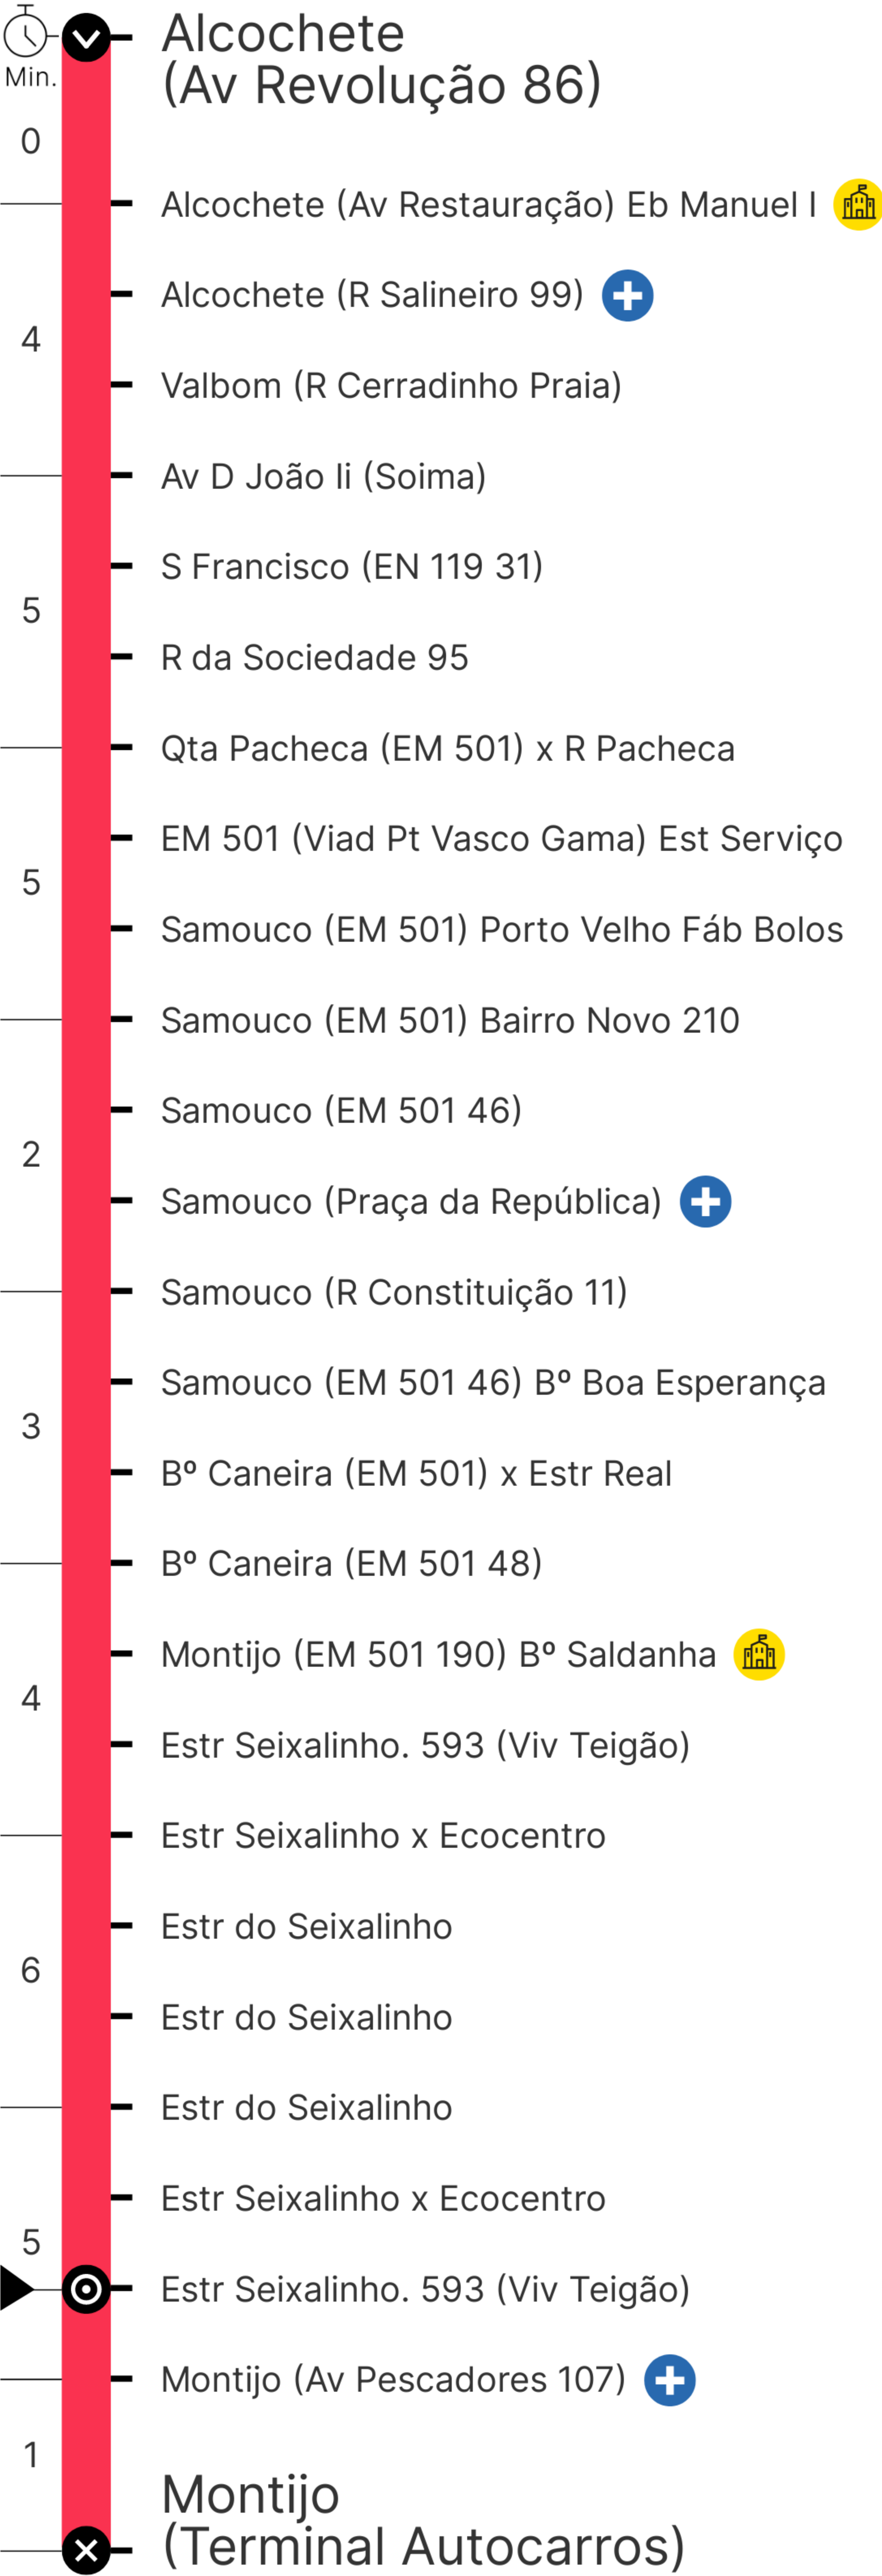 Min.
Alcochete
(Av Revolução 86)
0
Alcochete (Av Restauração) Eb Manuel I
Alcochete (R Salineiro 99)
4
Valbom (R Cerradinho Praia)
Av D João Ii (Soima)
S Francisco (EN 119 31)
5
R da Sociedade 95
Qta Pacheca (EM 501) x R Pacheca
EM 501 (Viad Pt Vasco Gama) Est Serviço
5
Samouco (EM 501) Porto Velho Fáb Bolos
Samouco (EM 501) Bairro Novo 210
Samouco (EM 501 46)
2
Samouco (Praça da República)
Samouco (R Constituição 11)
Samouco (EM 501 46) Bº Boa Esperança
3
Bº Caneira (EM 501) x Estr Real
Bº Caneira (EM 501 48)
Montijo (EM 501 190) Bº Saldanha
4
Estr Seixalinho. 593 (Viv Teigão)
Estr Seixalinho x Ecocentro
Estr do Seixalinho
6
Estr do Seixalinho
Estr do Seixalinho
Estr Seixalinho x Ecocentro
5
Estr Seixalinho. 593 (Viv Teigão)
Montijo (Av Pescadores 107)
1
Montijo
(Terminal Autocarros)